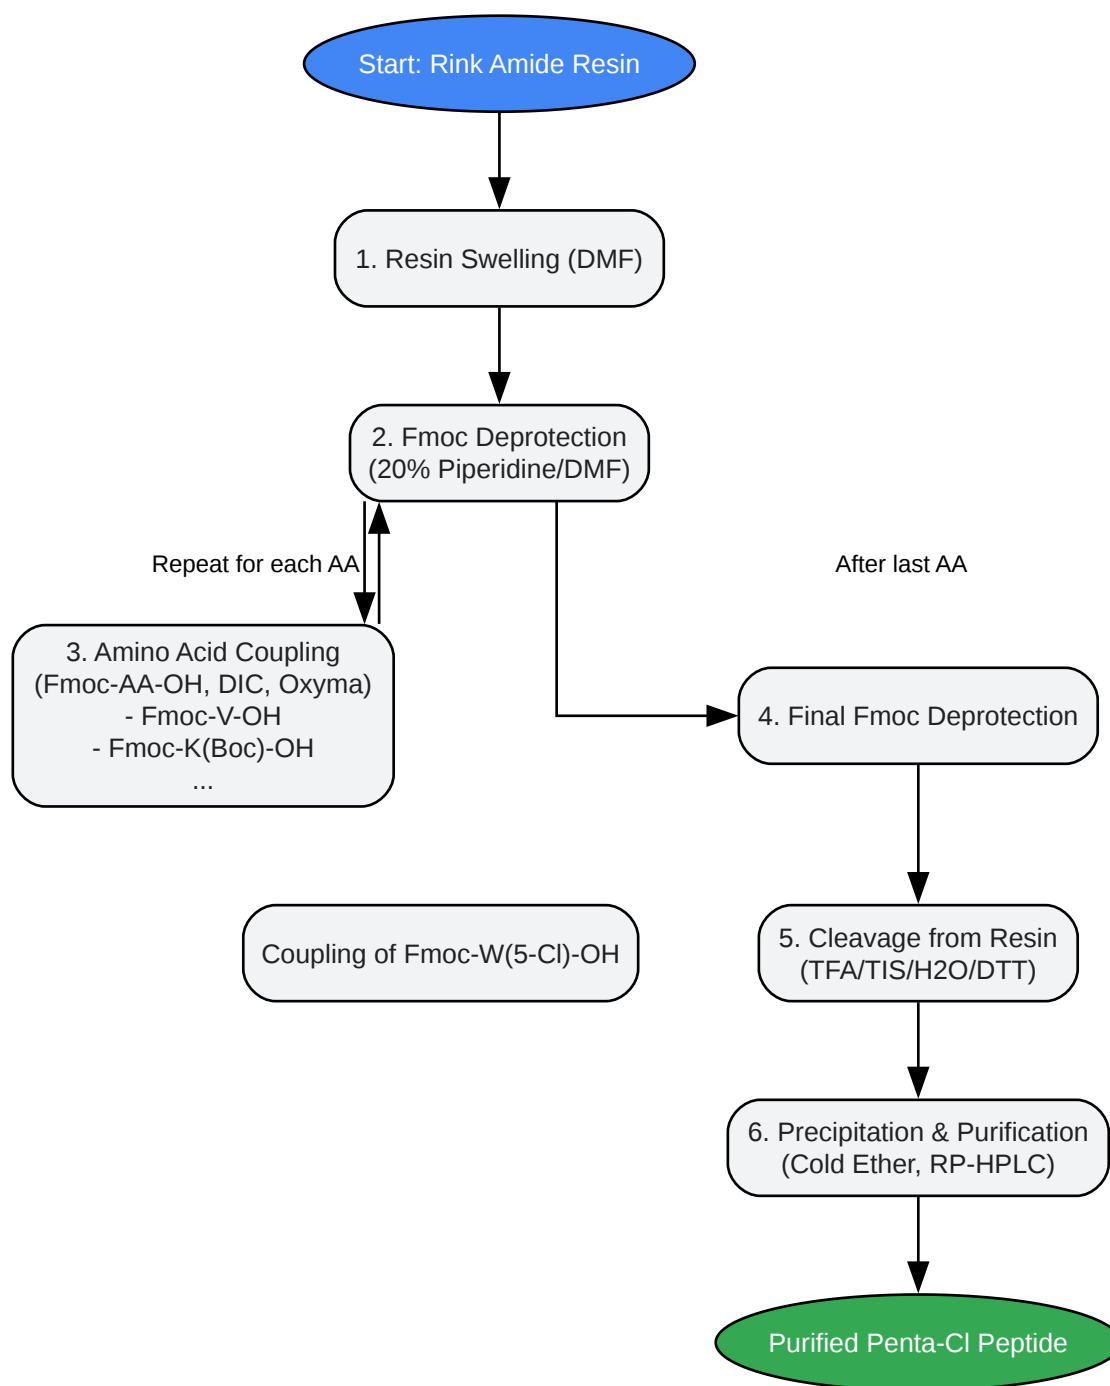 Start: Rink Amide Resin
1. Resin Swelling (DMF)
2. Fmoc Deprotection
(20% Piperidine/DMF)
Repeat for each AA
After last AA
3. Amino Acid Coupling
(Fmoc-AA-OH, DIC, Oxyma)
- Fmoc-V-OH
- Fmoc-K(Boc)-OH
...
4. Final Fmoc Deprotection
Coupling of Fmoc-W(5-Cl)-OH
5. Cleavage from Resin
(TFA/TIS/H2O/DTT)
6. Precipitation & Purification
(Cold Ether, RP-HPLC)
Purified Penta-Cl Peptide